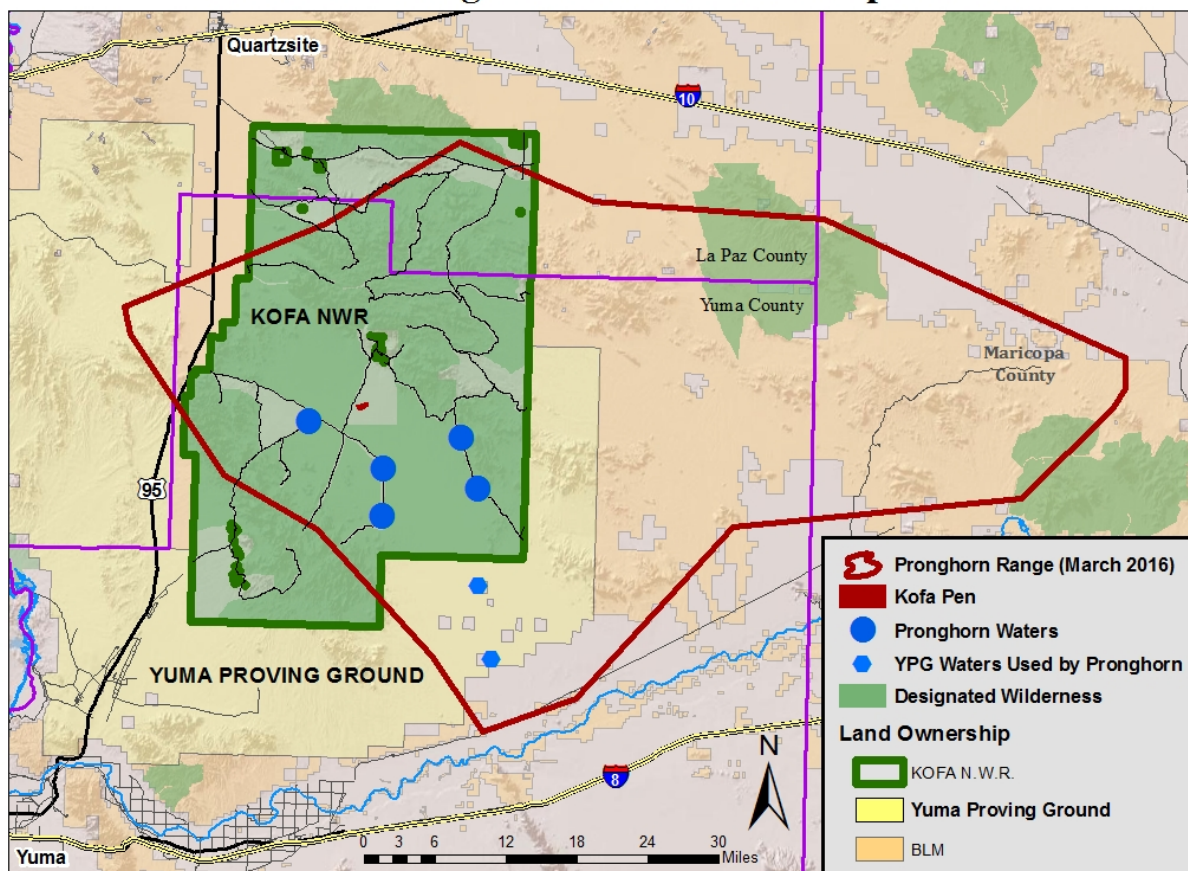 Quartzsite
10
La Paz County
Yuma County
KOFA NWR
Maricopa
County
95
YUMA PROVING GROUND
N
8
Yuma
0 3 6 12 18 24 30
Miles
Pronghorn Range (March 2016)
Kofa Pen
Pronghorn Waters
YPG Waters Used by Pronghorn
Designated Wilderness
Land Ownership
KOFA N.W.R.
Yuma Proving Ground
BLM